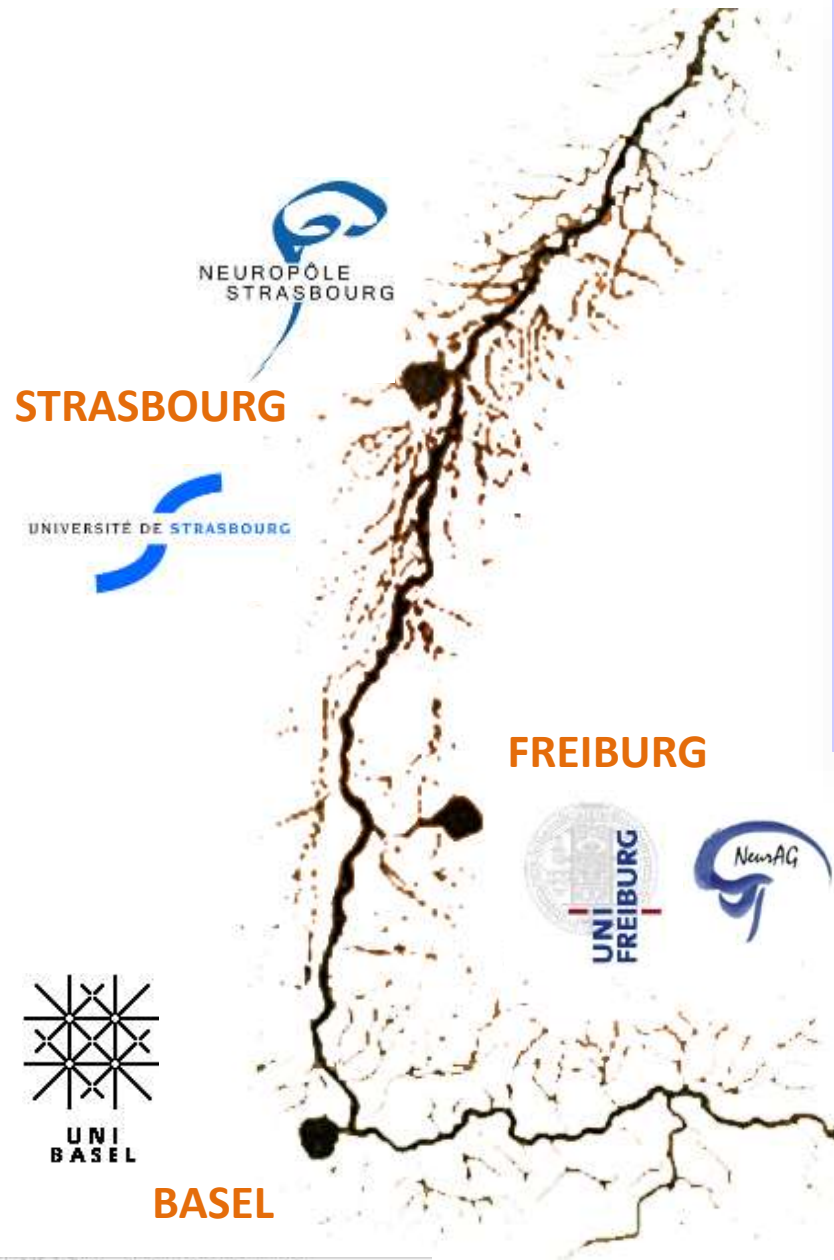 NEUROPÔLE
STRASBOURG
STRASBOURG
UNIVERSITÉ DE STRASBOURG
FREIBURG
UNI
FREIBURG
NeurAG
UNI
BASEL
BASEL